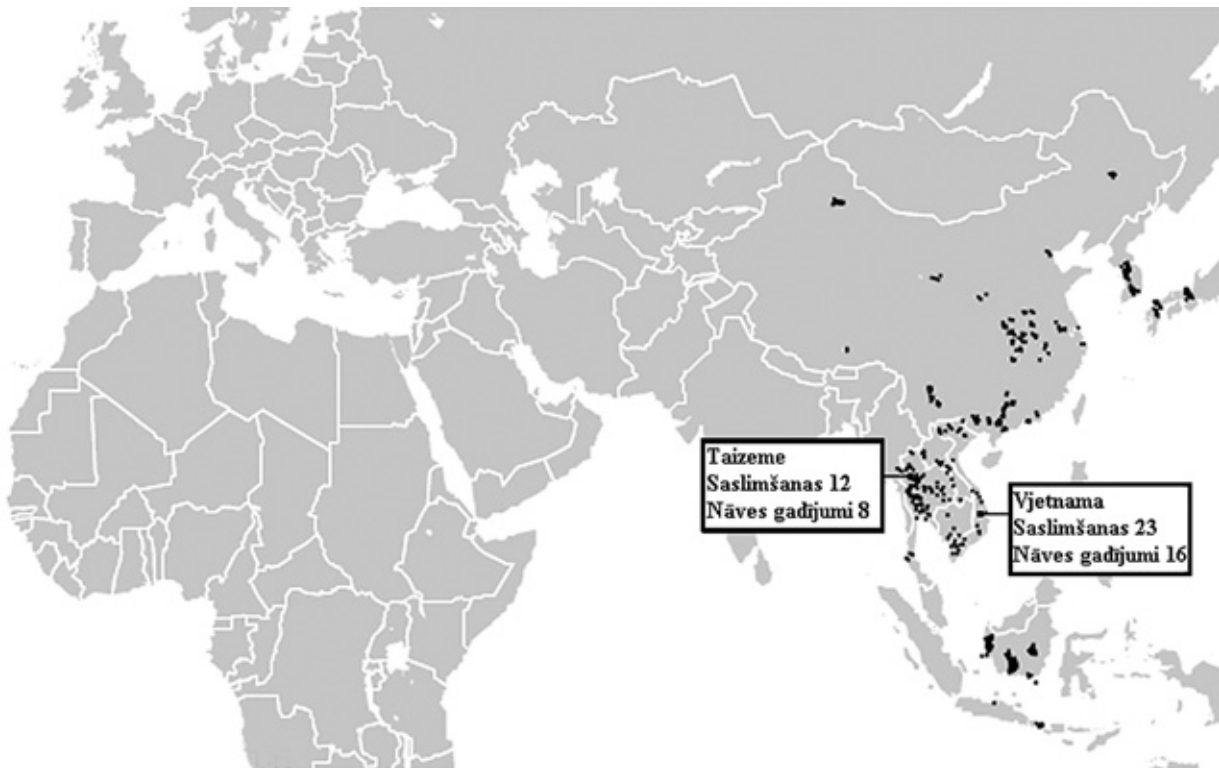 Taizeme
Saslimšanas 12
Nāves gadījumi 8
Vjetnama
Saslimšanas 23
Nāves gadījumi 16